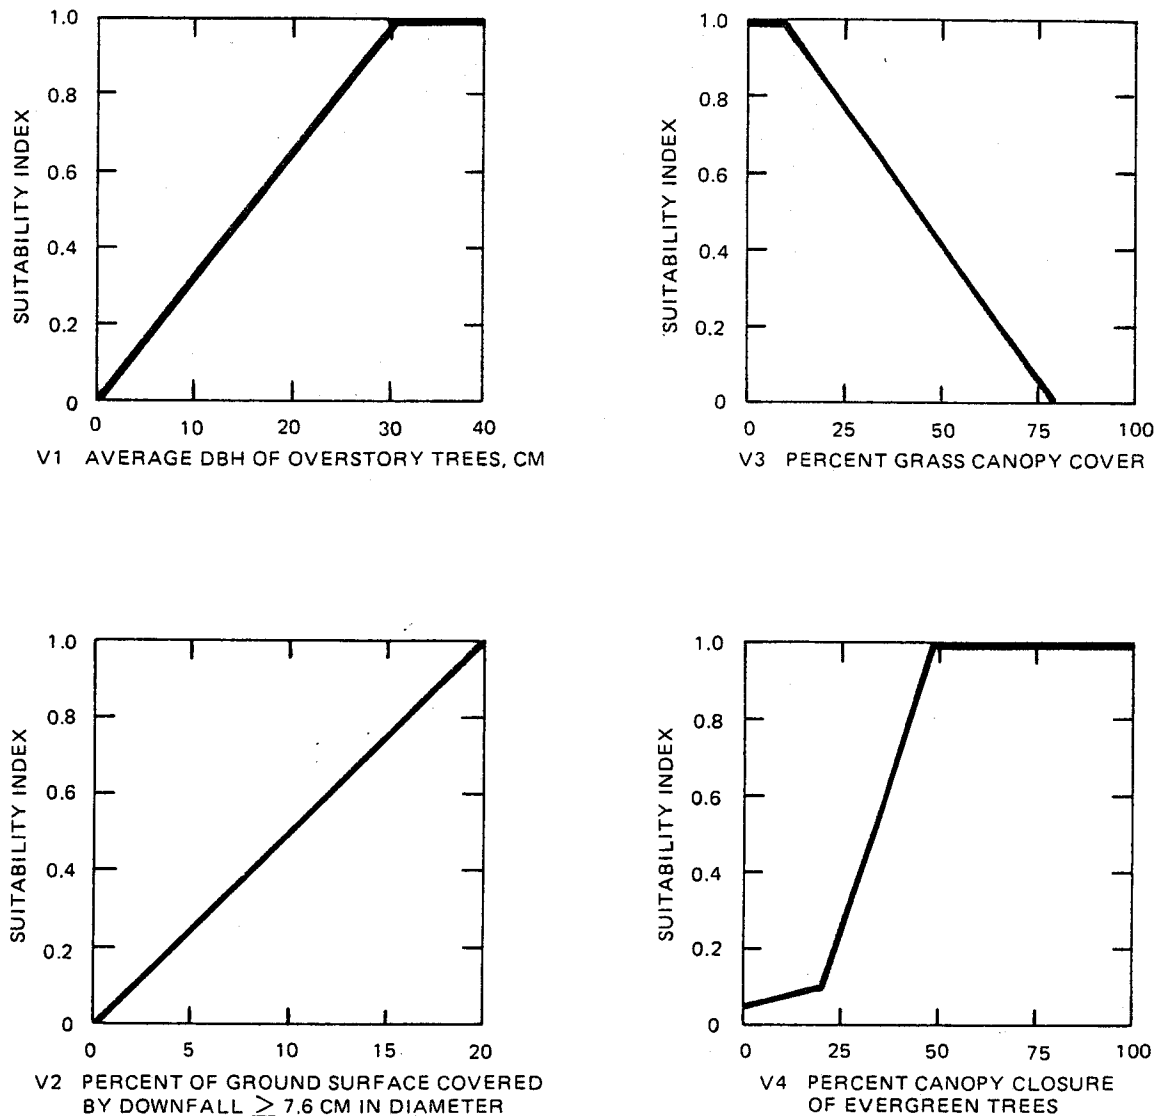 SUITABILITY INDEX
1.0
0.8
0.6
0.4
0.2
0
0 10 20 30 40
V1 AVERAGE DBH OF OVERSTORY TREES, CM
SUITABILITY INDEX
1.0
0.8
0.6
0.4
0.2
0
0 25 50 75 100
V3 PERCENT GRASS CANOPY COVER
SUITABILITY INDEX
1.0
0.8
0.6
0.4
0.2
0
0 5 10 15 20
V2 PERCENT OF GROUND SURFACE COVERED
BY DOWNFALL ≥ 7.6 CM IN DIAMETER
SUITABILITY INDEX
1.0
0.8
0.6
0.4
0.2
0
0 25 50 75 100
V4 PERCENT CANOPY CLOSURE
OF EVERGREEN TREES